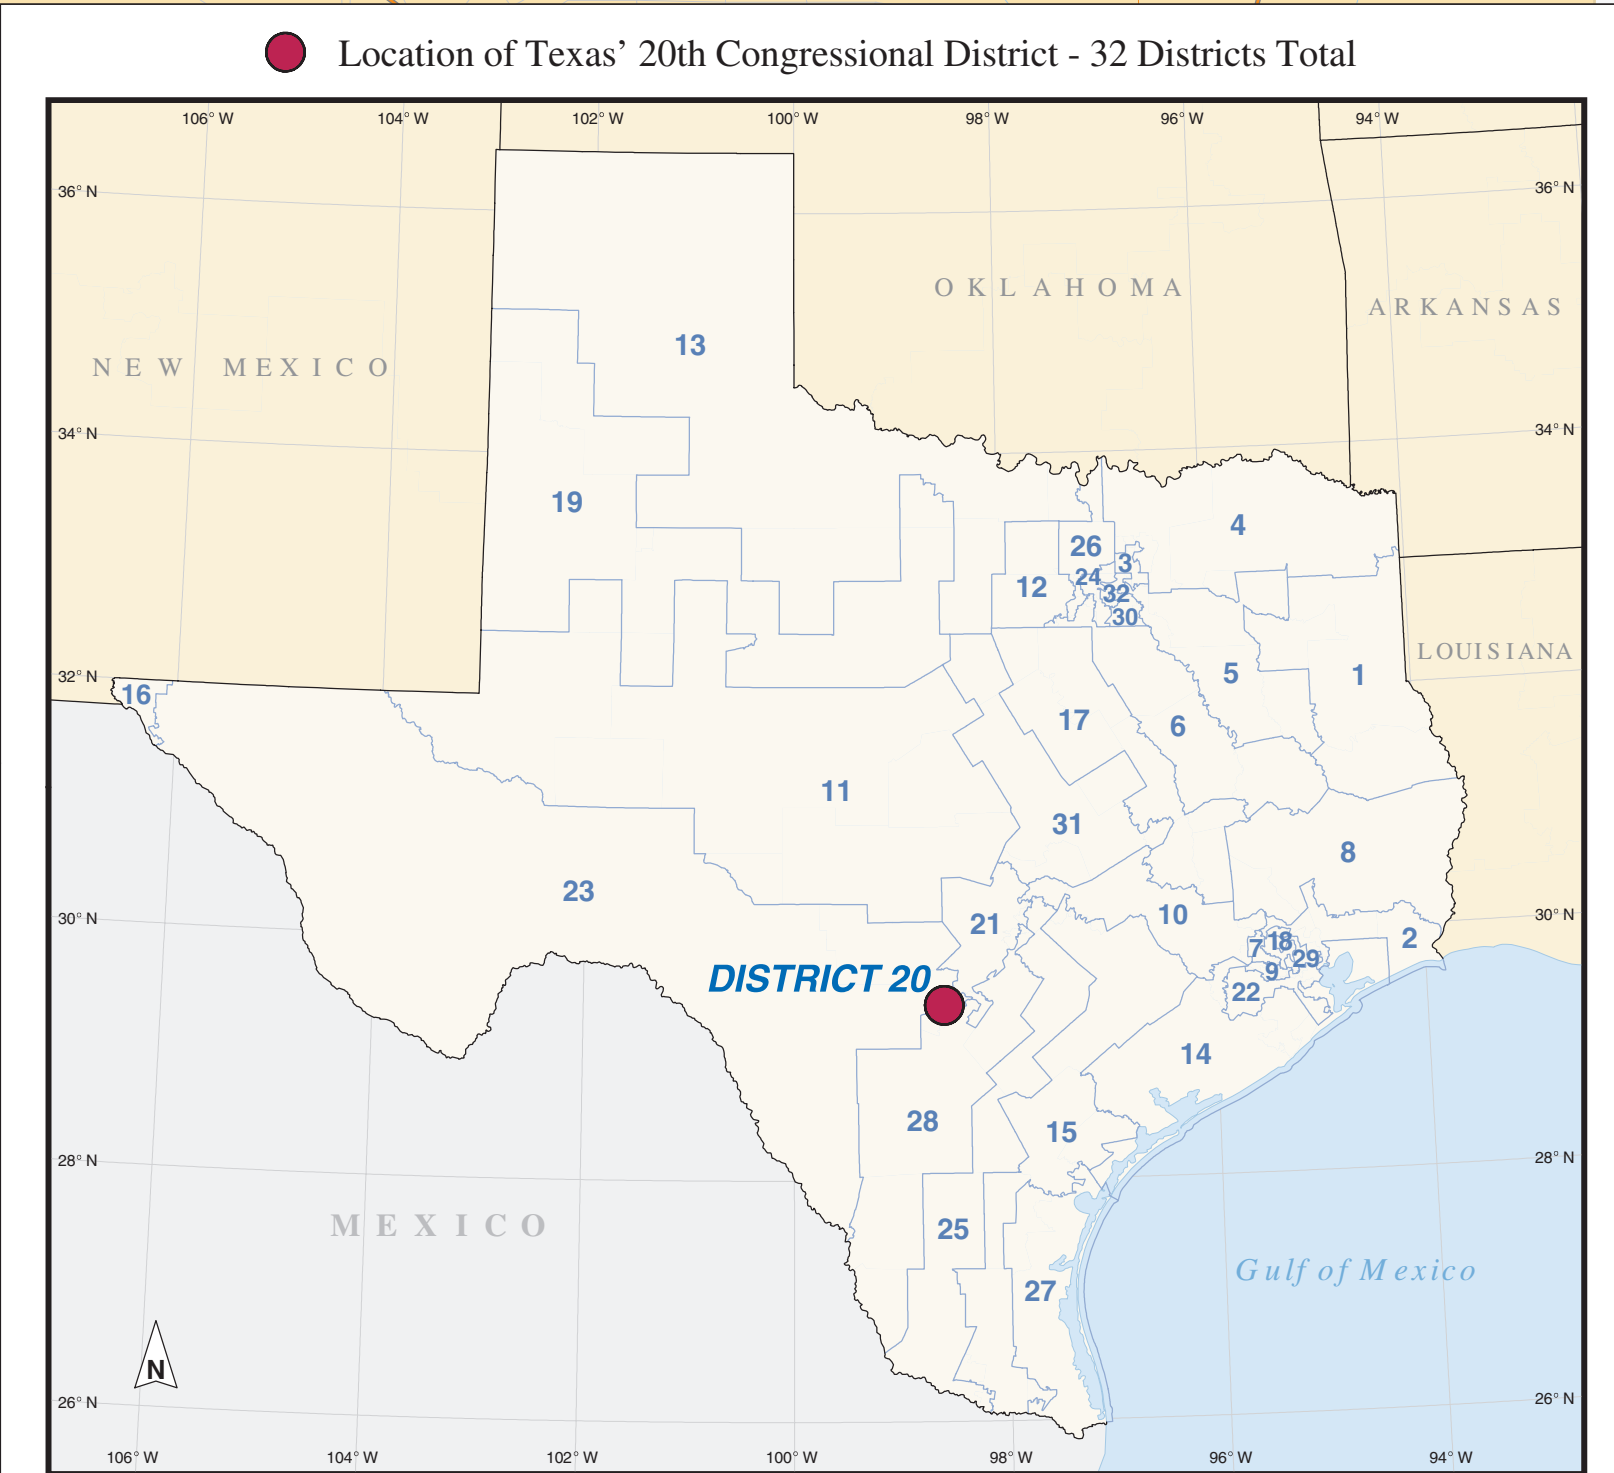 Location of Texas’ 20th Congressional District - 32 Districts Total
106° W 104° W 102° W 100° W 98° W 96° W 94° W
36° N 36° N
OKLAHOMA
ARKANSAS
NEW MEXICO
13
34° N 34° N
19
4
26
3
24
12
32
30
LOUISIANA
32° N
16
5
1
17
6
11
31
8
23
30° N 30° N
10
21
2
7
18
29
9
22
DISTRICT 20
14
28
15
28° N 28° N
MEXICO
25
Gulf of Mexico
27
N
26° N 26° N
106° W 104° W 102° W 100° W 98° W 96° W 94° W